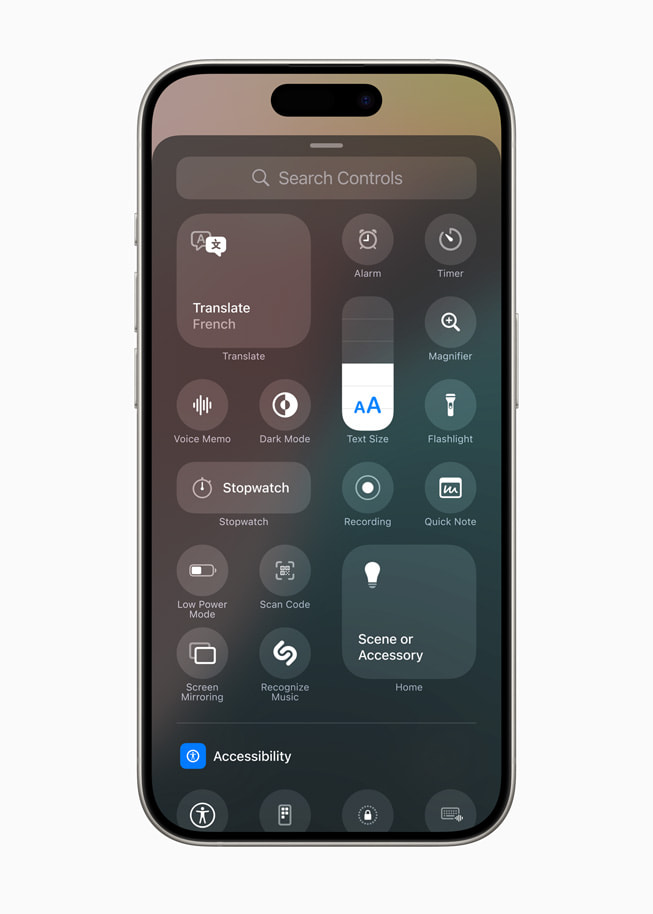 Search Controls
Translate
French
Translate
Alarm
Timer
Magnifier
Voice Memo
Dark Mode
AA
Text Size
Flashlight
Stopwatch
Stopwatch
Recording
Quick Note
Low Power
Mode
Scan Code
Scene or
Accessory
Home
Screen
Mirroring
Recognize
Music
Accessibility